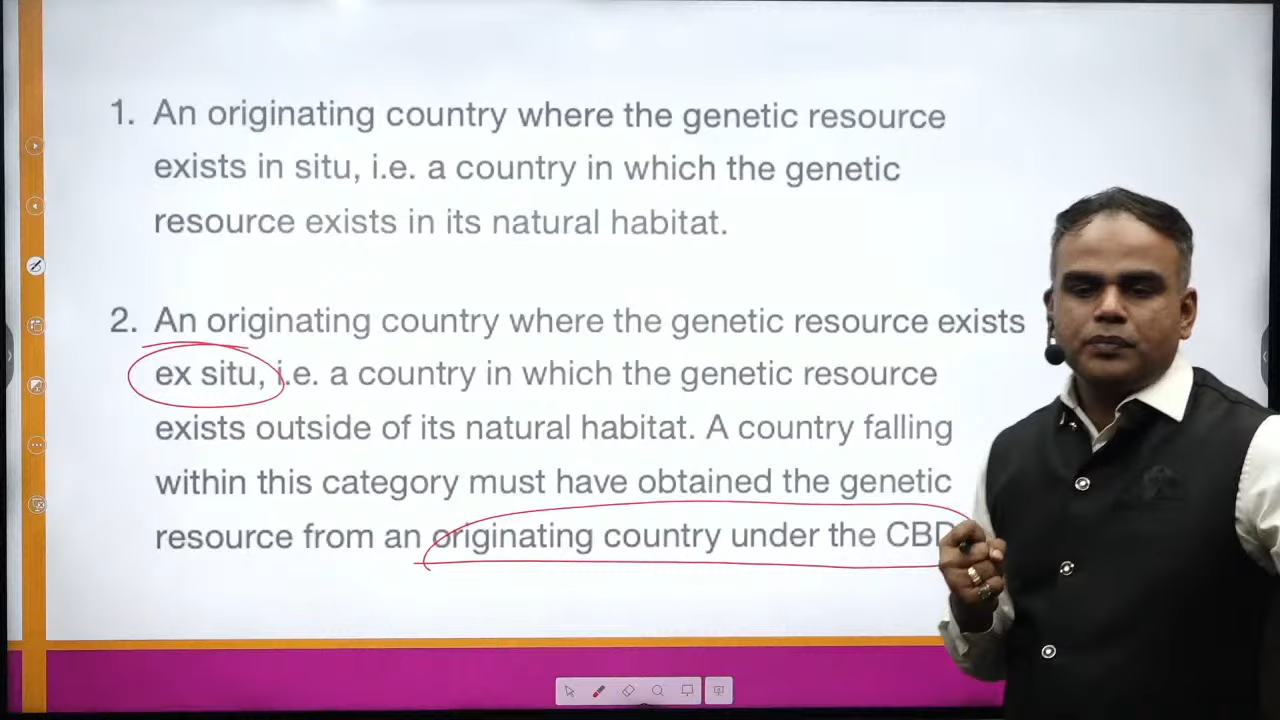 1. An originating country where the genetic resource
exists in situ, i.e. a country in which the genetic
resource exists in its natural habitat.
2. An originating country where the genetic resource exists
ex situ, i.e. a country in which the genetic resource
exists outside of its natural habitat. A country falling
within this category must have obtained the genetic
resource from an originating country under the CBD